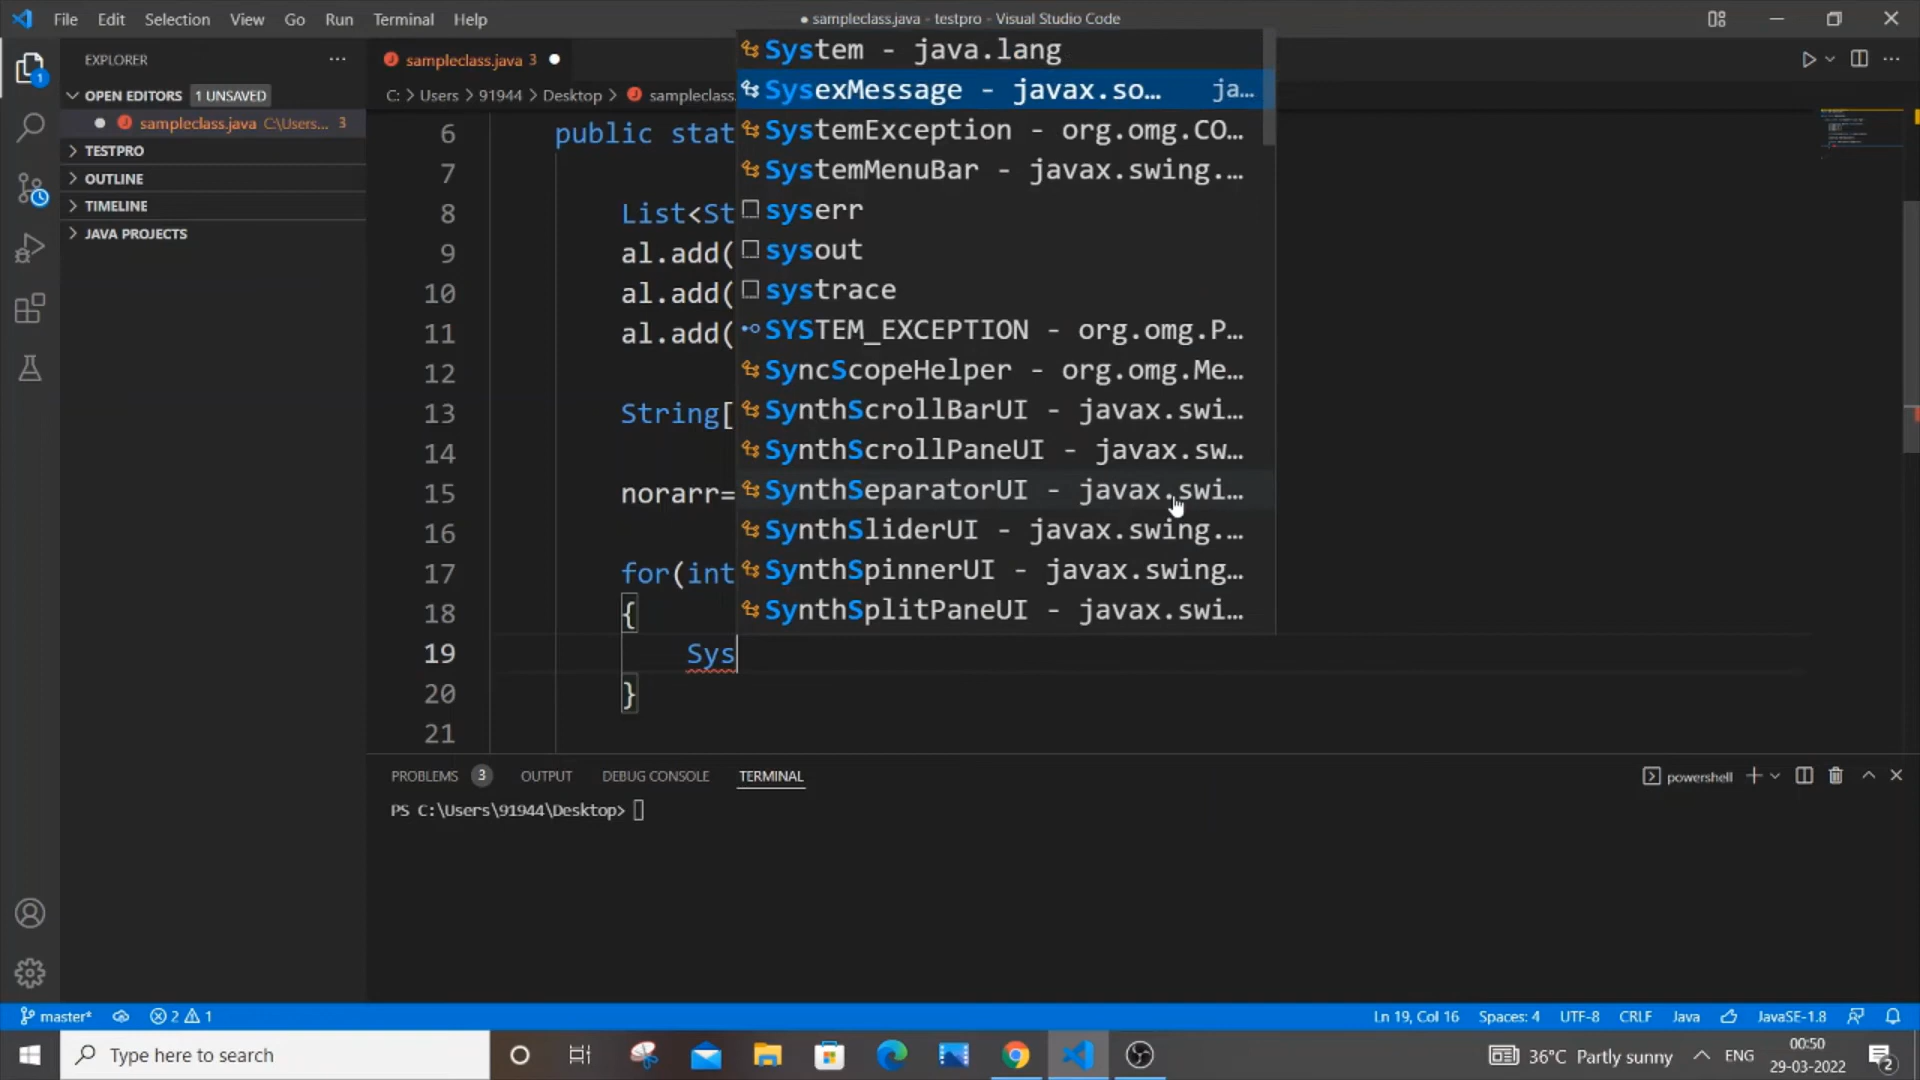 File Edit Selection View Go Run Terminal Help
● sampleclass.java - testpro - Visual Studio Code
EXPLORER ···
OPEN EDITORS 1 UNSAVED
sampleclass.java C:\Users... 3
TESTPRO
OUTLINE
TIMELINE
JAVA PROJECTS
1
sampleclass.java 3
C: > Users > 91944 > Desktop > sampleclass.
6 public stat
7
8 List<St
9 al.add(
10 al.add(
11 al.add(
12
13 String[
14
15 norarr=
16
17 for(int
18 {
19 Sys
20 }
21
System - java.lang
SysexMessage - javax.so… ja…
SystemException - org.omg.CO…
SystemMenuBar - javax.swing.…
syserr
sysout
systrace
SYSTEM_EXCEPTION - org.omg.P…
SyncScopeHelper - org.omg.Me…
SynthScrollBarUI - javax.swi…
SynthScrollPaneUI - javax.sw…
SynthSeparatorUI - javax.swi…
SynthSliderUI - javax.swing.…
SynthSpinnerUI - javax.swing…
SynthSplitPaneUI - javax.swi…
PROBLEMS 3 OUTPUT DEBUG CONSOLE TERMINAL
powershell
PS C:\Users\91944\Desktop>
master* 2 1
Ln 19, Col 16 Spaces: 4 UTF-8 CRLF Java JavaSE-1.8
Type here to search
36°C Partly sunny ENG
00:50
29-03-2022
2